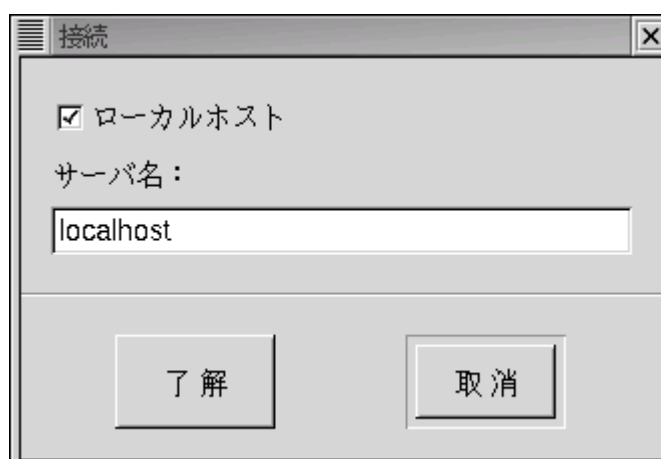 接続
ローカルホスト
サーバ名：
localhost
了解
取消